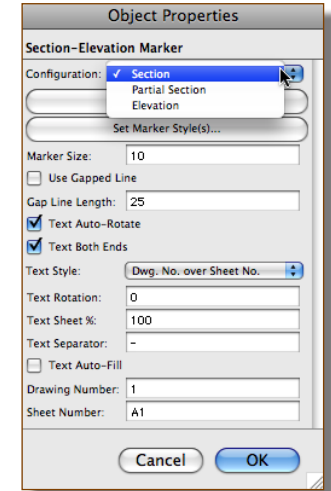 Object Properties
Section-Elevation Marker
Configuration: ✓ Section
Partial Section
Elevation
Set Marker Style(s)...
Marker Size: 10
Use Gapped Line
Gap Line Length: 25
Text Auto-Rotate
Text Both Ends
Text Style: Dwg. No. over Sheet No.
Text Rotation: 0
Text Sheet %: 100
Text Separator: -
Text Auto-Fill
Drawing Number: 1
Sheet Number: A1
Cancel OK